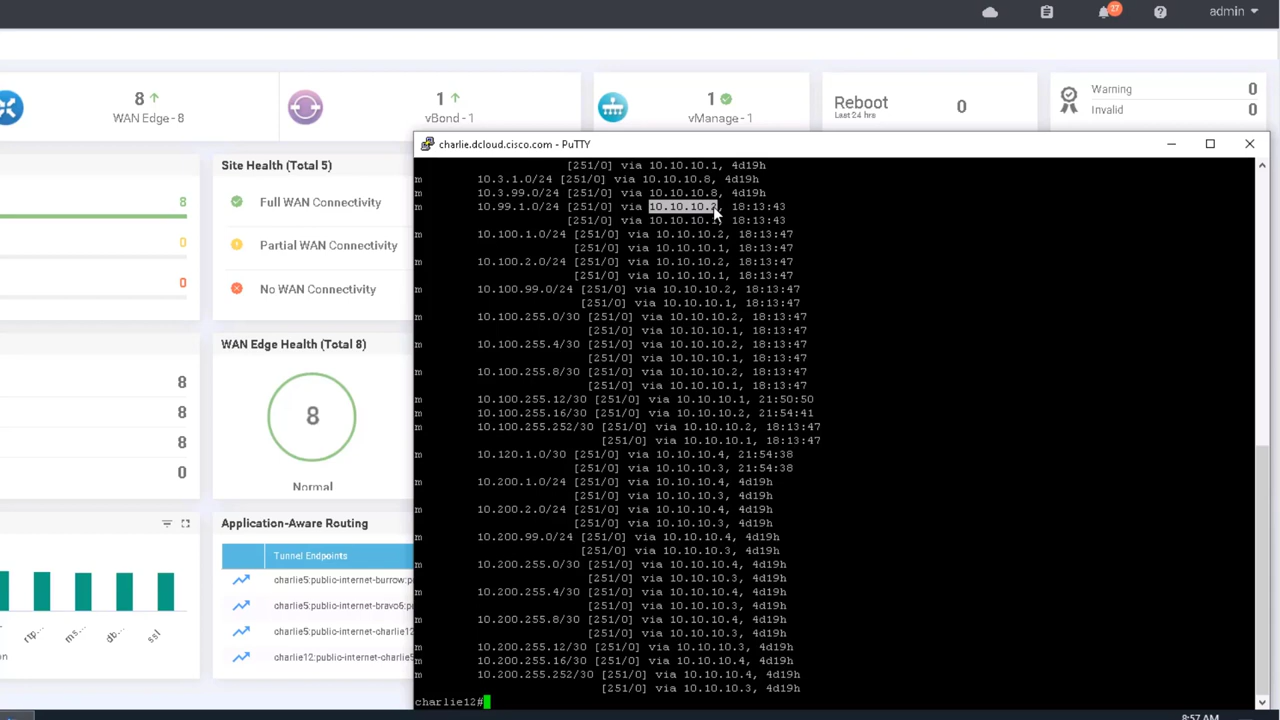 27
admin
8
WAN Edge - 8
1
vBond - 1
1
vManage - 1
Reboot
Last 24 hrs
0
Warning
0
Invalid
0
8
0
0
Site Health (Total 5)
Full WAN Connectivity
Partial WAN Connectivity
No WAN Connectivity
8
8
8
0
WAN Edge Health (Total 8)
8
Normal
rtp...
ms...
db...
ssl
Application-Aware Routing
Tunnel Endpoints
charlie5:public-internet-burrow:p
charlie5:public-internet-bravo6:p
charlie5:public-internet-charlie12
charlie12:public-internet-charlie5
charlie.dcloud.cisco.com - PuTTY
[251/0] via 10.10.10.1, 4d19h
m 10.3.1.0/24 [251/0] via 10.10.10.8, 4d19h
m 10.3.99.0/24 [251/0] via 10.10.10.8, 4d19h
m 10.99.1.0/24 [251/0] via 10.10.10.2, 18:13:43
[251/0] via 10.10.10.1, 18:13:43
m 10.100.1.0/24 [251/0] via 10.10.10.2, 18:13:47
[251/0] via 10.10.10.1, 18:13:47
m 10.100.2.0/24 [251/0] via 10.10.10.2, 18:13:47
[251/0] via 10.10.10.1, 18:13:47
m 10.100.99.0/24 [251/0] via 10.10.10.2, 18:13:47
[251/0] via 10.10.10.1, 18:13:47
m 10.100.255.0/30 [251/0] via 10.10.10.2, 18:13:47
[251/0] via 10.10.10.1, 18:13:47
m 10.100.255.4/30 [251/0] via 10.10.10.2, 18:13:47
[251/0] via 10.10.10.1, 18:13:47
m 10.100.255.8/30 [251/0] via 10.10.10.2, 18:13:47
[251/0] via 10.10.10.1, 18:13:47
m 10.100.255.12/30 [251/0] via 10.10.10.1, 21:50:50
m 10.100.255.16/30 [251/0] via 10.10.10.2, 21:54:41
m 10.100.255.252/30 [251/0] via 10.10.10.2, 18:13:47
[251/0] via 10.10.10.1, 18:13:47
m 10.120.1.0/30 [251/0] via 10.10.10.4, 21:54:38
[251/0] via 10.10.10.3, 21:54:38
m 10.200.1.0/24 [251/0] via 10.10.10.4, 4d19h
[251/0] via 10.10.10.3, 4d19h
m 10.200.2.0/24 [251/0] via 10.10.10.4, 4d19h
[251/0] via 10.10.10.3, 4d19h
m 10.200.99.0/24 [251/0] via 10.10.10.4, 4d19h
[251/0] via 10.10.10.3, 4d19h
m 10.200.255.0/30 [251/0] via 10.10.10.4, 4d19h
[251/0] via 10.10.10.3, 4d19h
m 10.200.255.4/30 [251/0] via 10.10.10.4, 4d19h
[251/0] via 10.10.10.3, 4d19h
m 10.200.255.8/30 [251/0] via 10.10.10.4, 4d19h
[251/0] via 10.10.10.3, 4d19h
m 10.200.255.12/30 [251/0] via 10.10.10.3, 4d19h
m 10.200.255.16/30 [251/0] via 10.10.10.4, 4d19h
m 10.200.255.252/30 [251/0] via 10.10.10.4, 4d19h
[251/0] via 10.10.10.3, 4d19h
charlie12#
8:57 AM